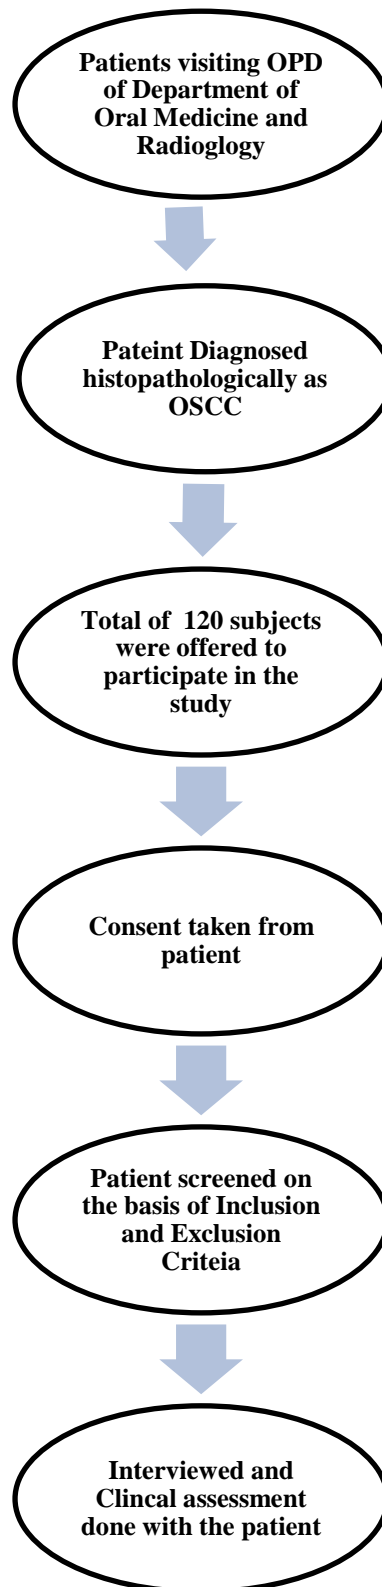 Patients visiting OPD
of Department of
Oral Medicine and
Radioglogy
Pateint Diagnosed
histopathologically as
OSCC
Total of 120 subjects
were offered to
participate in the
study
Consent taken from
patient
Patient screened on
the basis of Inclusion
and Exclusion
Criteia
Interviewed and
Clincal assessment
done with the patient